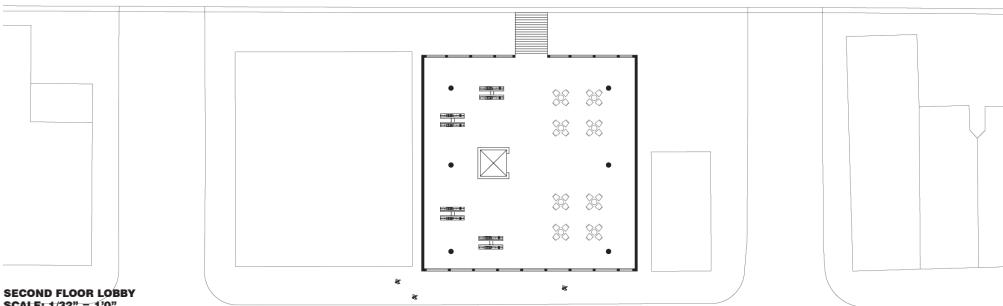 SECOND FLOOR LOBBY
SCALE: 1/32" = 1'0"